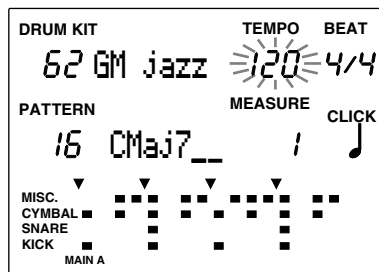 DRUM KIT TEMPO BEAT
62 GM jazz 120 4/4
PATTERN MEASURE CLICK
16 CMaj7__ 1
MISC.
CYMBAL
SNARE
KICK
MAIN A